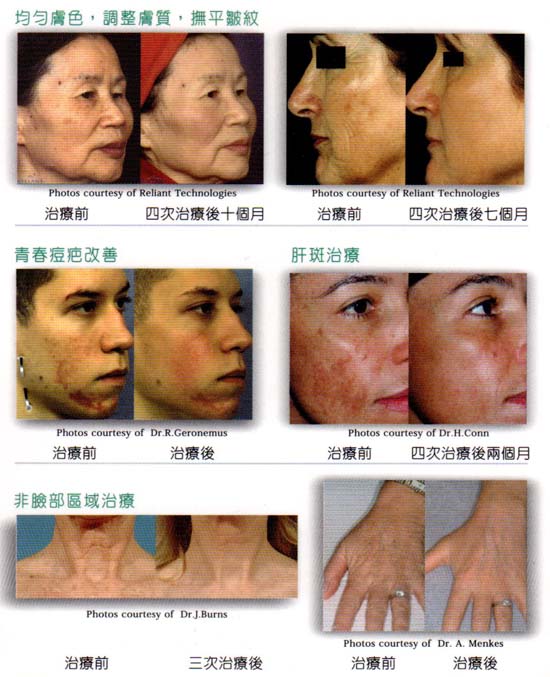 均勻膚色，調整膚質，撫平皺紋
Photos courtesy of Reliant Technologies
Photos courtesy of Reliant Technologies
治療前
四次治療後十個月
治療前
四次治療後七個月
青春痘疤改善
肝斑治療
Photos courtesy of Dr.R.Geronemus
Photos courtesy of Dr.H.Conn
治療前
治療後
治療前
四次治療後兩個月
非臉部區域治療
Photos courtesy of Dr.J.Burns
Photos courtesy of Dr. A. Menkes
治療前
三次治療後
治療前
治療後